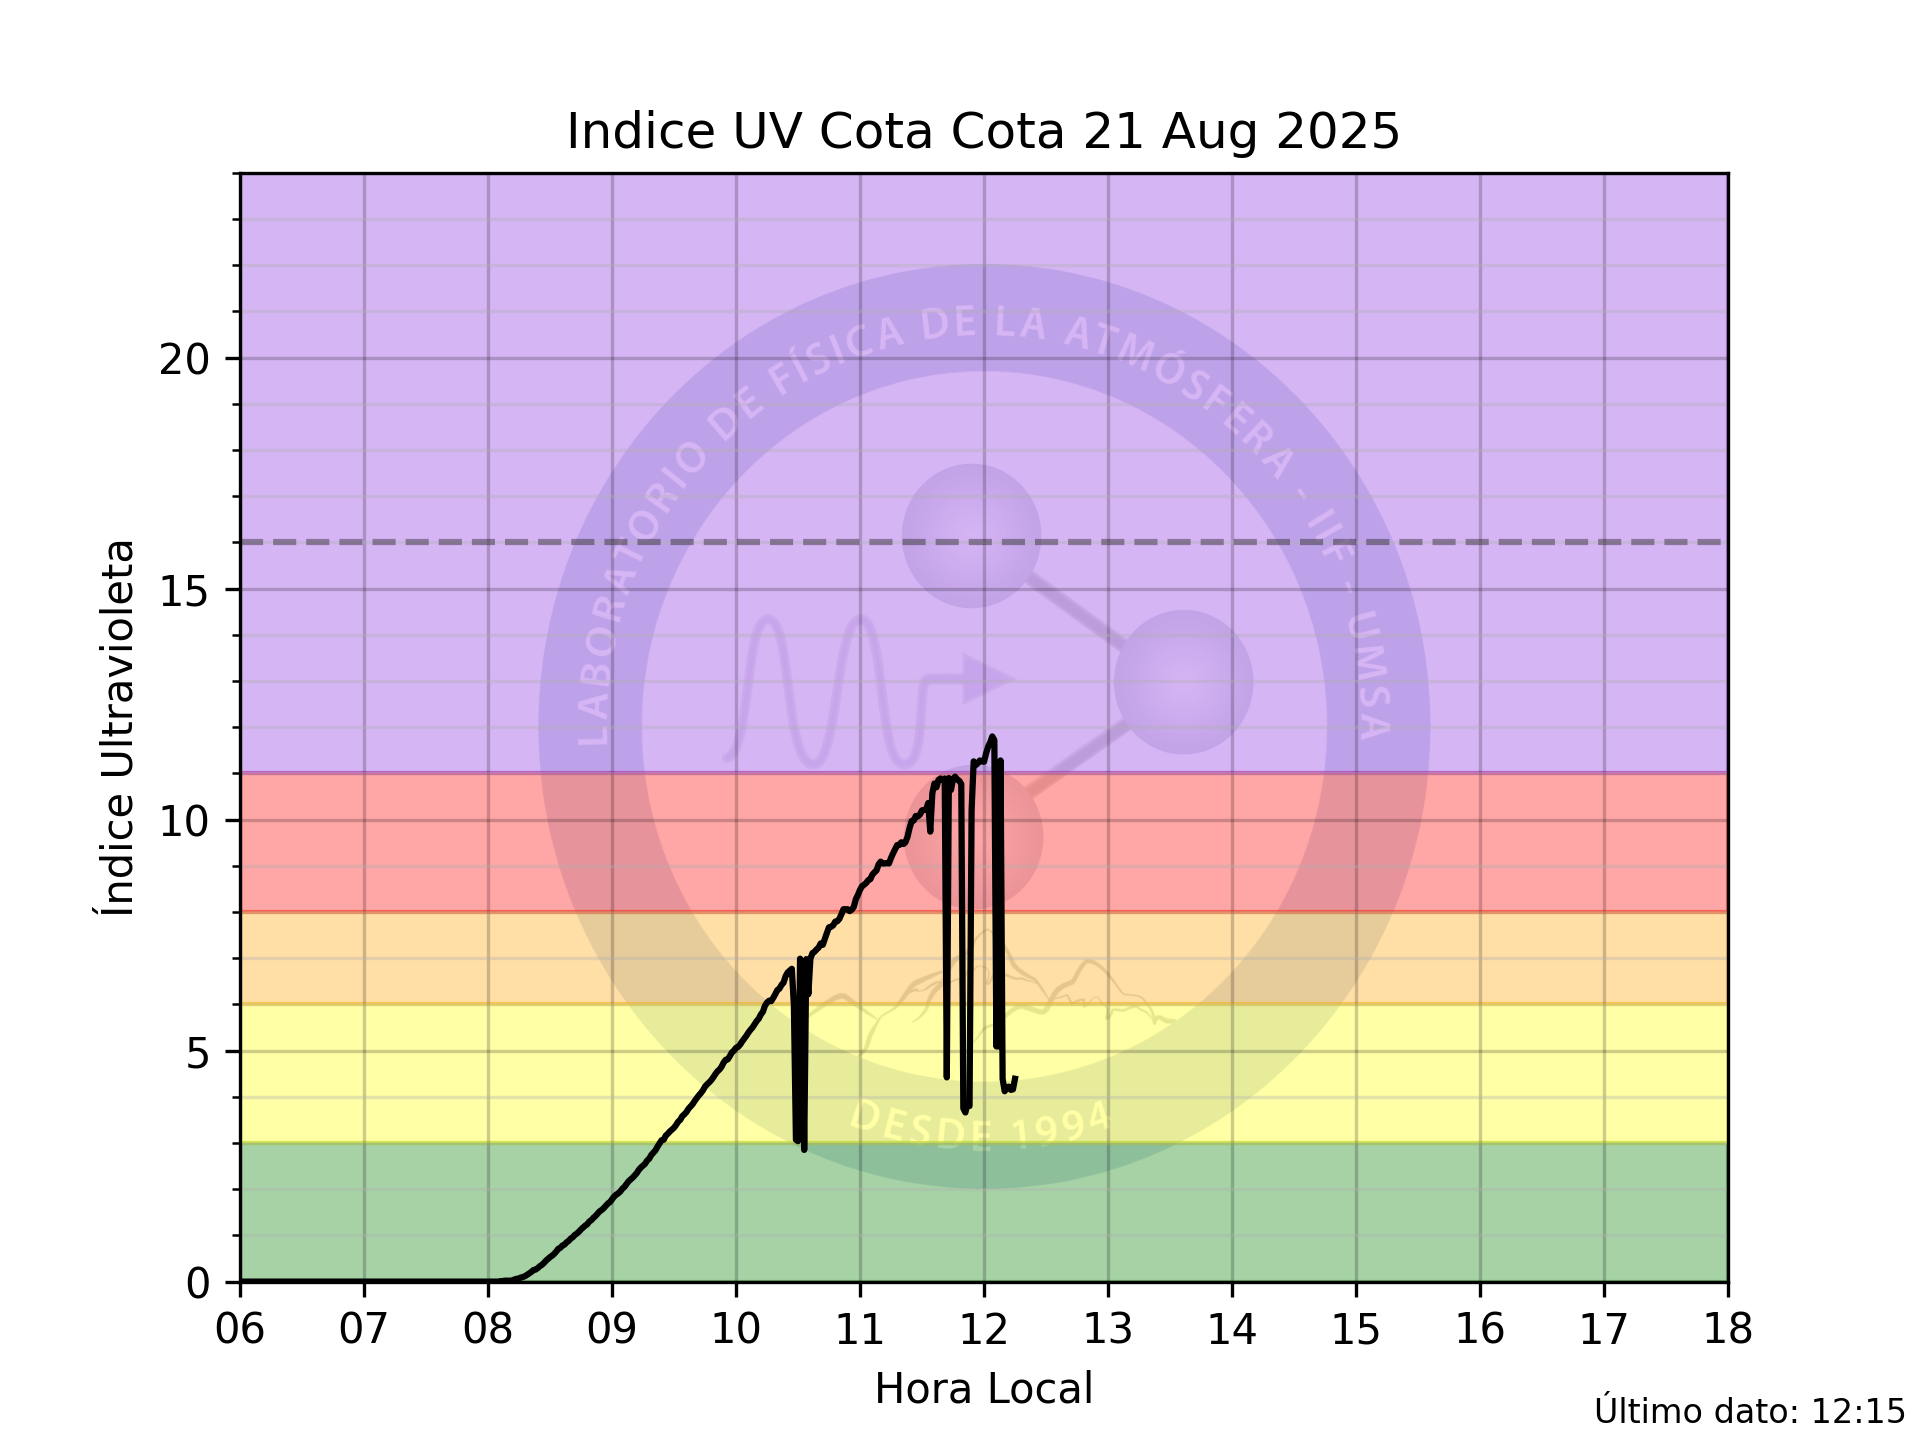 Indice UV Cota Cota 21 Aug 2025
LABORATORIO DE FÍSICA DE LA ATMÓSFERA - IIF - UMSA
DESDE 1994
Índice Ultravioleta
20
15
10
5
0
06 07 08 09 10 11 12 13 14 15 16 17 18
Hora Local
Último dato: 12:15